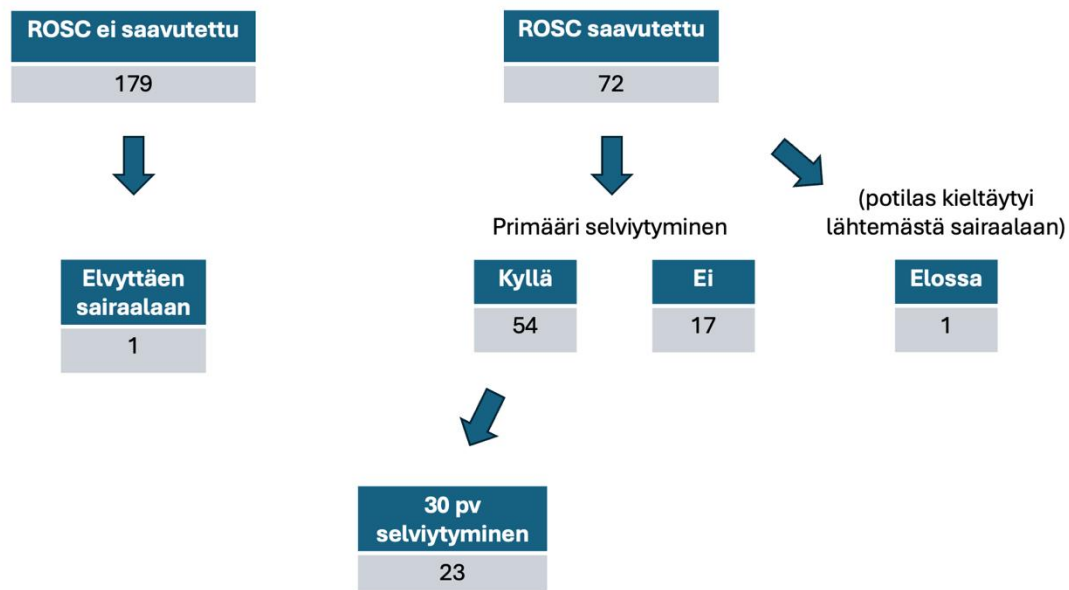 ROSC ei saavutettu
179
ROSC saavutettu
72
(potilas kieltäytyi
lähtemästä sairaalaan)
Primääri selviytyminen
Elvyttäen
sairaalaan
1
Kyllä
54
Ei
17
Elossa
1
30 pv
selviytyminen
23